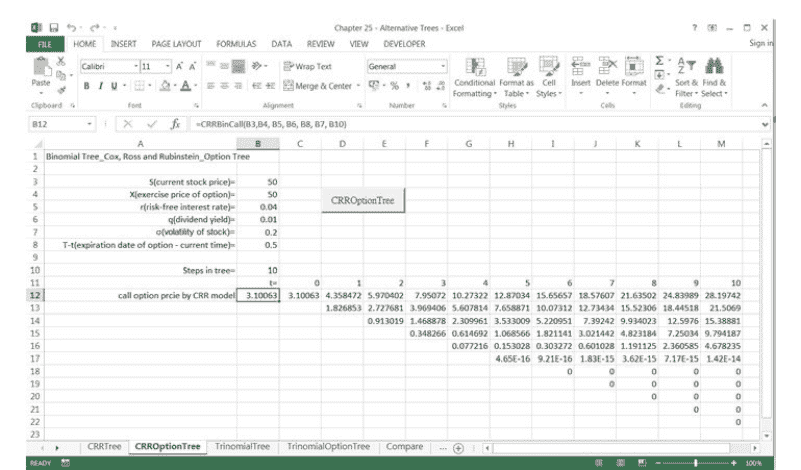 Chapter 25 - Alternative Trees - Excel
FILE HOME INSERT PAGE LAYOUT FORMULAS DATA REVIEW VIEW DEVELOPER Sign in
Calibri 11 Wrap Text General
Paste B I U Merge & Center $ % Conditional Formatting Format as Table Cell Styles Insert Delete Format Sort & Filter Find & Select
Clipboard Font Alignment Number Styles Cells Editing
B12 fx =CRRBinCall(B3,B4, B5, B6, B8, B7, B10)
A B C D E F G H I J K L M
1 Binomial Tree_Cox, Ross and Rubinstein_Option Tree
2
3 S(current stock price)= 50
4 X(exercise price of option)= 50
CRROptionTree
5 r(risk-free interest rate)= 0.04
6 q(dividend yield)= 0.01
7 σ(volatility of stock)= 0.2
8 T-t(expiration date of option - current time)= 0.5
9
10 Steps in tree= 10
11 t= 0 1 2 3 4 5 6 7 8 9 10
12 call option prcie by CRR model 3.10063 3.10063 4.358472 5.970402 7.95072 10.27322 12.87034 15.65657 18.57607 21.63502 24.83989 28.19742
13 1.826853 2.727681 3.969406 5.607814 7.658871 10.07312 12.73434 15.52306 18.44518 21.5069
14 0.913019 1.468878 2.309961 3.533009 5.220951 7.39242 9.934023 12.5976 15.38881
15 0.348266 0.614692 1.068566 1.821141 3.021442 4.823184 7.25034 9.794187
16 0.077216 0.153028 0.303272 0.601028 1.191125 2.360585 4.678235
17 4.65E-16 9.21E-16 1.83E-15 3.62E-15 7.17E-15 1.42E-14
18 0 0 0 0 0
19 0 0 0 0
20 0 0 0
21 0 0
22 0
23
CRRTree CRROptionTree TrinomialTree TrinomialOptionTree Compare ...
READY 100%